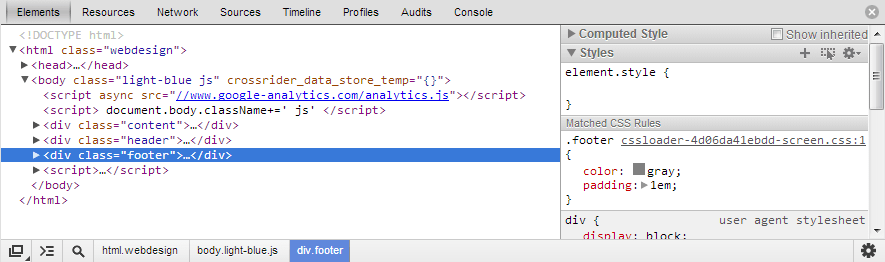 Elements Resources Network Sources Timeline Profiles Audits Console
<!DOCTYPE html>
▼<html class="webdesign">
▶<head>…</head>
▼<body class="light-blue js" crossrider_data_store_temp="{}">
<script async src="//www.google-analytics.com/analytics.js"></script>
<script> document.body.className+=' js' </script>
▶<div class="content">…</div>
▶<div class="header">…</div>
▶<div class="footer">…</div>
▶<script>…</script>
</body>
</html>
▶ Computed Style Show inherited
▼ Styles
element.style {
}
Matched CSS Rules
.footer cssloader-4d06da41ebdd-screen.css:1
{
color: gray;
padding:▶1em;
}
div { user agent stylesheet
display: block;
html.webdesign body.light-blue.js div.footer